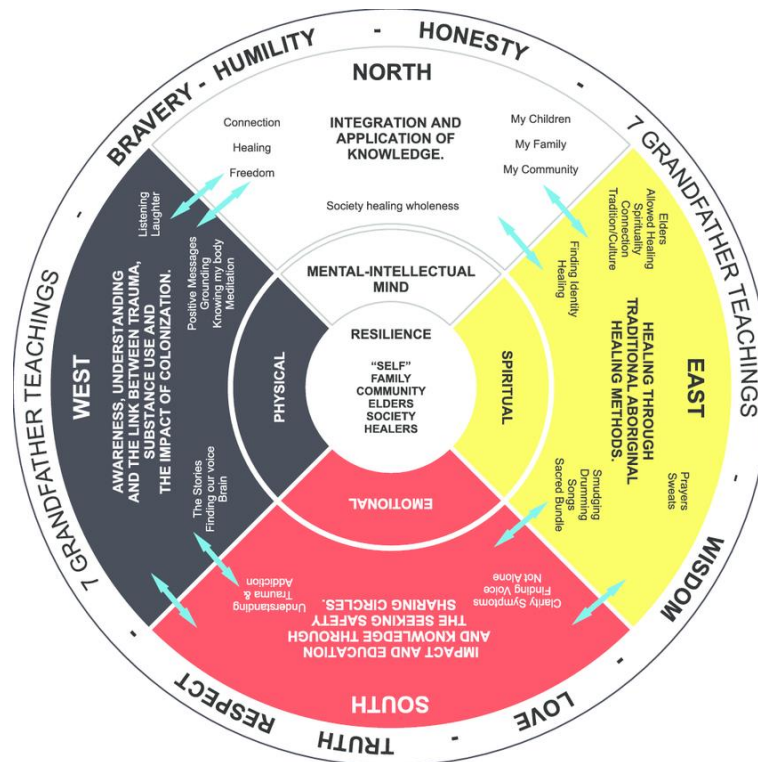 BRAVERY - HUMILITY - HONESTY - 7 GRANDFATHER TEACHINGS - WISDOM - LOVE - TRUTH - RESPECT - 7 GRANDFATHER TEACHINGS -
NORTH
INTEGRATION AND
APPLICATION OF
KNOWLEDGE.
Connection
Healing
Freedom
My Children
My Family
My Community
Society healing wholeness
MENTAL-INTELLECTUAL
MIND
RESILIENCE
“SELF”
FAMILY
COMMUNITY
ELDERS
SOCIETY
HEALERS
EAST
HEALING THROUGH
TRADITIONAL ABORIGINAL
HEALING METHODS.
Elders
Allowed Healing
Spirituality
Connection
Tradition/Culture
Finding Identity
Healing
Prayers
Sweats
Smudging
Drumming
Songs
Sacred Bundle
SPIRITUAL
SOUTH
IMPACT AND EDUCATION
AND KNOWLEDGE THROUGH
THE SEEKING SAFETY
SHARING CIRCLES.
Clarity Symptoms
Finding Voice
Not Alone
Understanding
Trauma &
Addiction
EMOTIONAL
WEST
AWARENESS, UNDERSTANDING
AND THE LINK BETWEEN TRAUMA,
SUBSTANCE USE AND
THE IMPACT OF COLONIZATION.
Listening
Laughter
Positive Messages
Grounding
Knowing my body
Meditation
The Stories
Finding our voice
Brain
PHYSICAL